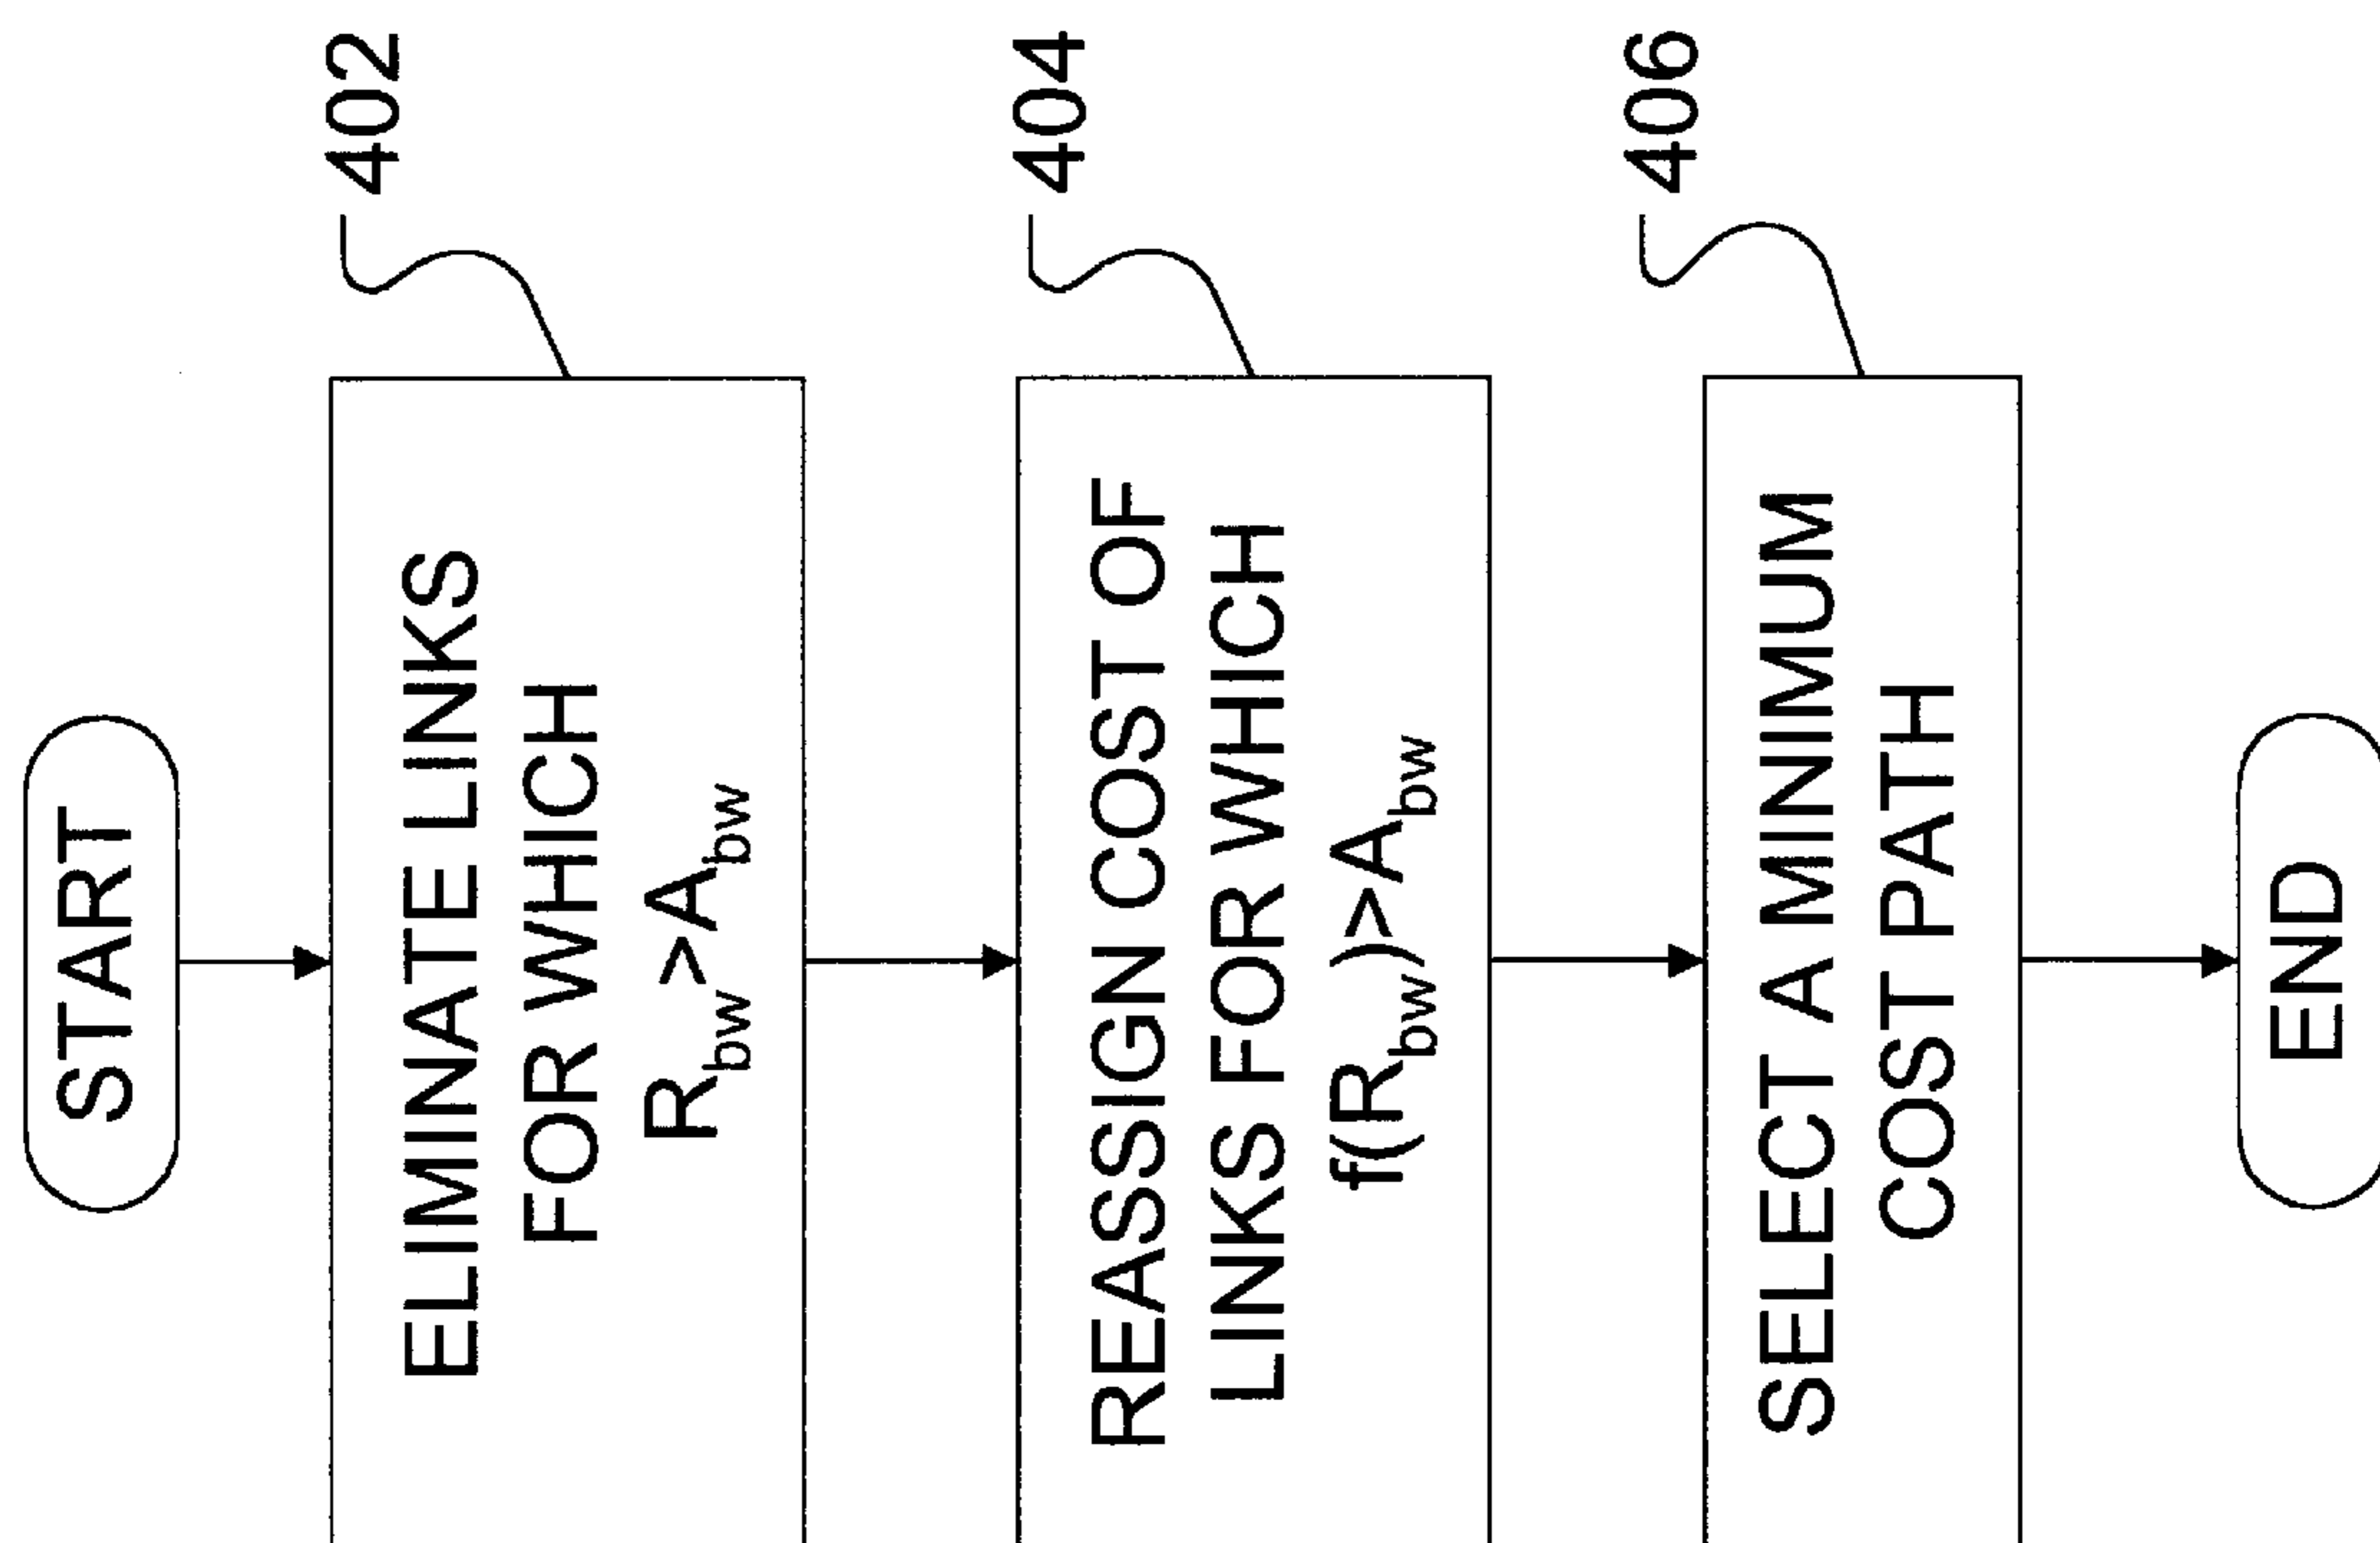 START
402
ELIMINATE LINKS
FOR WHICH
R_bw >A_bw
404
REASSIGN COST OF
LINKS FOR WHICH
f(R_bw)>A_bw
406
SELECT A MINIMUM
COST PATH
END